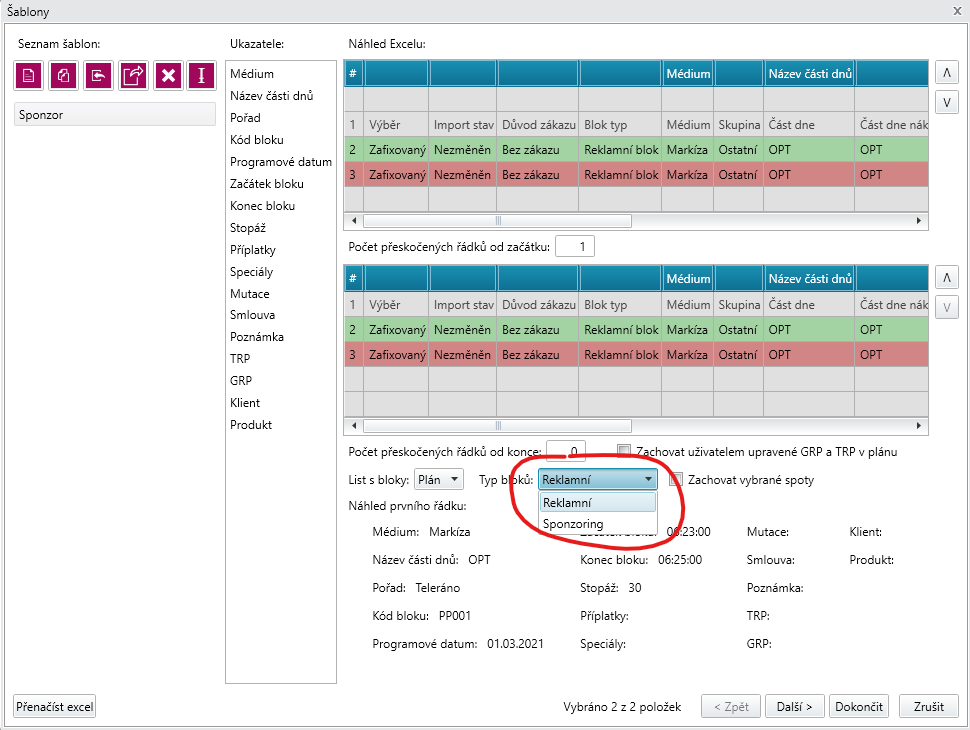 Šablony
Seznam šablon:
Ukazatele:
Náhled Excelu:
Sponzor
Médium
Název části dnů
Pořad
Kód bloku
Programové datum
Začátek bloku
Konec bloku
Stopáž
Příplatky
Speciály
Mutace
Smlouva
Poznámka
TRP
GRP
Klient
Produkt
# Médium Název části dnů
1 Výběr Import stav Důvod zákazu Blok typ Médium Skupina Část dne Část dne nák
2 Zafixovaný Nezměněn Bez zákazu Reklamní blok Markíza Ostatní OPT OPT
3 Zafixovaný Nezměněn Bez zákazu Reklamní blok Markíza Ostatní OPT OPT
Počet přeskočených řádků od začátku: 1
# Médium Název části dnů
1 Výběr Import stav Důvod zákazu Blok typ Médium Skupina Část dne Část dne nák
2 Zafixovaný Nezměněn Bez zákazu Reklamní blok Markíza Ostatní OPT OPT
3 Zafixovaný Nezměněn Bez zákazu Reklamní blok Markíza Ostatní OPT OPT
Počet přeskočených řádků od konce: 0 Zachovat uživatelem upravené GRP a TRP v plánu
List s bloky: Plán Typ bloků: Reklamní Zachovat vybrané spoty
Reklamní
Sponzoring
Náhled prvního řádku:
Médium: Markíza 06:23:00 Mutace: Klient:
Název části dnů: OPT Konec bloku: 06:25:00 Smlouva: Produkt:
Pořad: Teleráno Stopáž: 30 Poznámka:
Kód bloku: PP001 Příplatky: TRP:
Programové datum: 01.03.2021 Speciály: GRP:
Přenačíst excel
Vybráno 2 z 2 položek
< Zpět
Další >
Dokončit
Zrušit